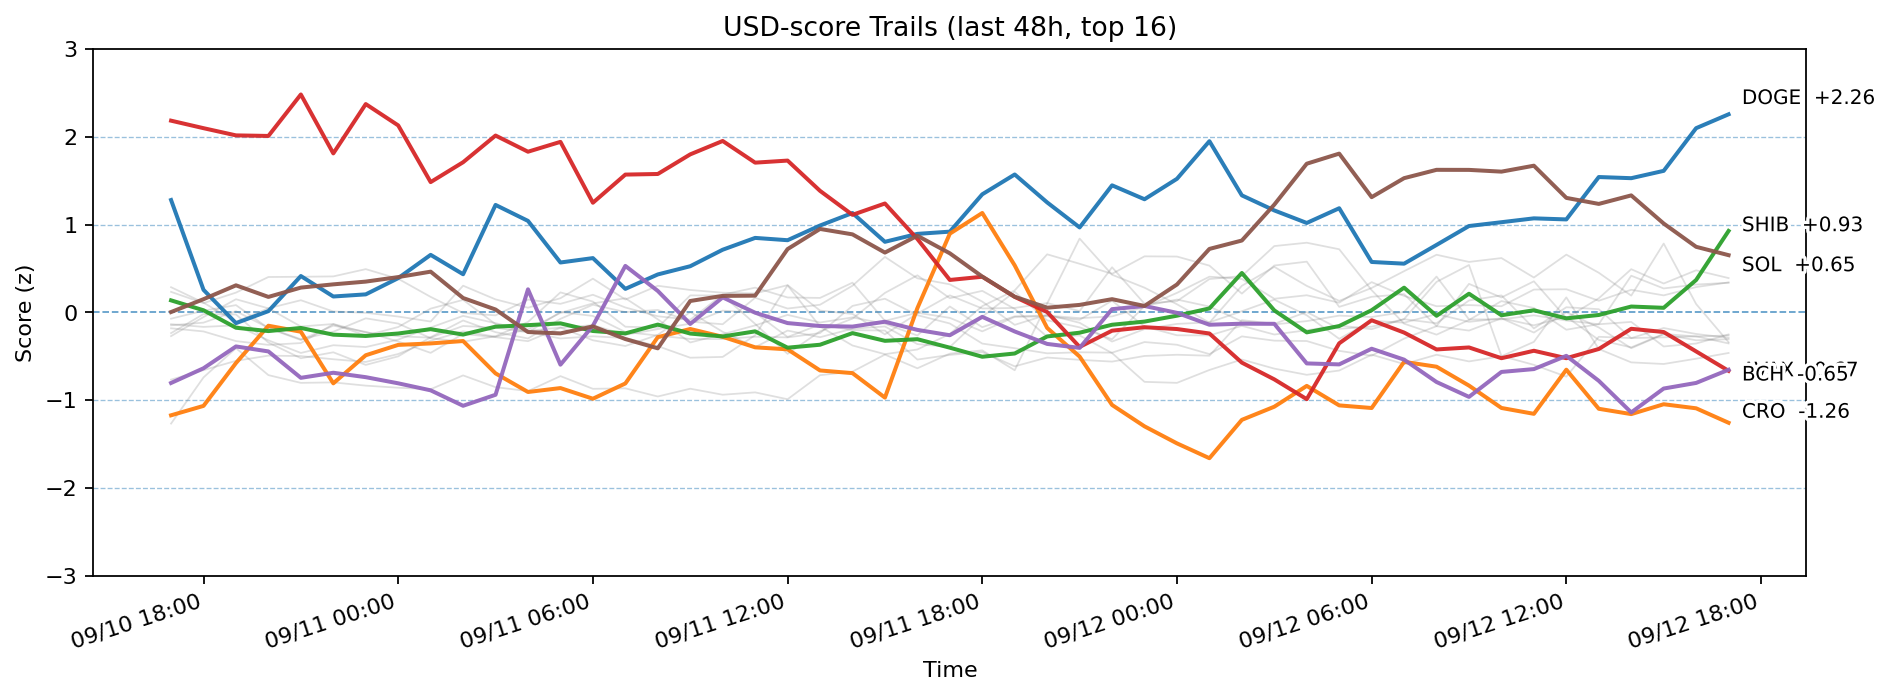 USD-score Trails (last 48h, top 16)
Score (z)
3
2
1
0
−1
−2
−3
DOGE +2.26
SHIB +0.93
SOL +0.65
BCH -0.65
CRO -1.26
09/10 18:00
09/11 00:00
09/11 06:00
09/11 12:00
09/11 18:00
09/12 00:00
09/12 06:00
09/12 12:00
09/12 18:00
Time